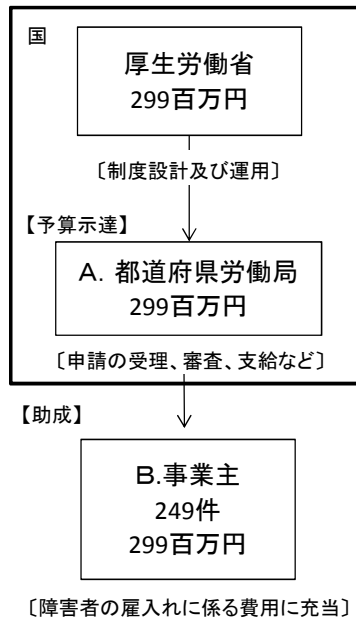 国
厚生労働省
299百万円
〔制度設計及び運用〕
【予算示達】
A. 都道府県労働局
299百万円
〔申請の受理、審査、支給など〕
【助成】
B.事業主
249件
299百万円
〔障害者の雇入れに係る費用に充当〕